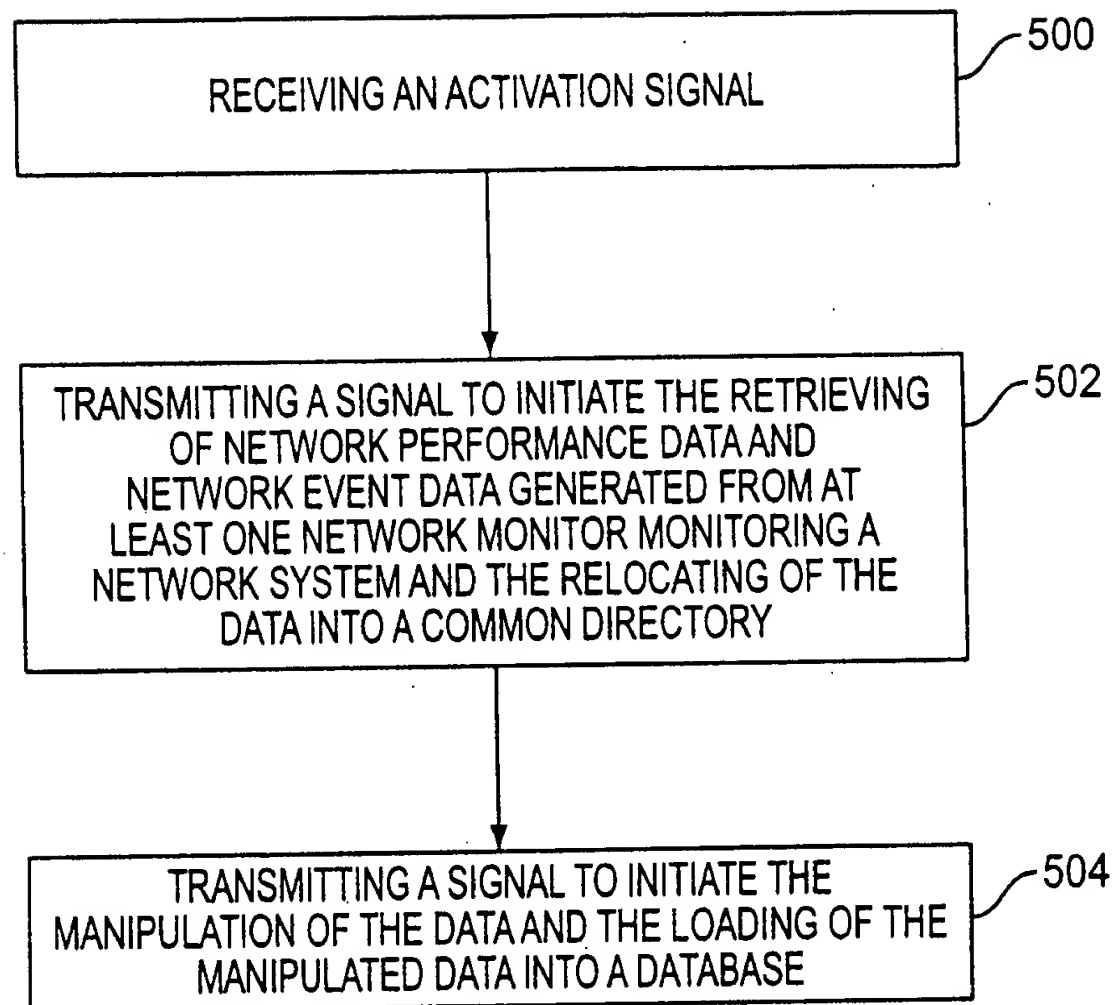 RECEIVING AN ACTIVATION SIGNAL
500
TRANSMITTING A SIGNAL TO INITIATE THE RETRIEVING
OF NETWORK PERFORMANCE DATA AND
NETWORK EVENT DATA GENERATED FROM AT
LEAST ONE NETWORK MONITOR MONITORING A
NETWORK SYSTEM AND THE RELOCATING OF THE
DATA INTO A COMMON DIRECTORY
502
TRANSMITTING A SIGNAL TO INITIATE THE
MANIPULATION OF THE DATA AND THE LOADING OF THE
MANIPULATED DATA INTO A DATABASE
504